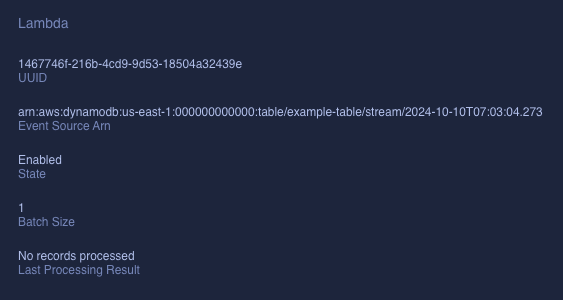 Lambda
1467746f-216b-4cd9-9d53-18504a32439e
UUID
arn:aws:dynamodb:us-east-1:000000000000:table/example-table/stream/2024-10-10T07:03:04.273
Event Source Arn
Enabled
State
1
Batch Size
No records processed
Last Processing Result